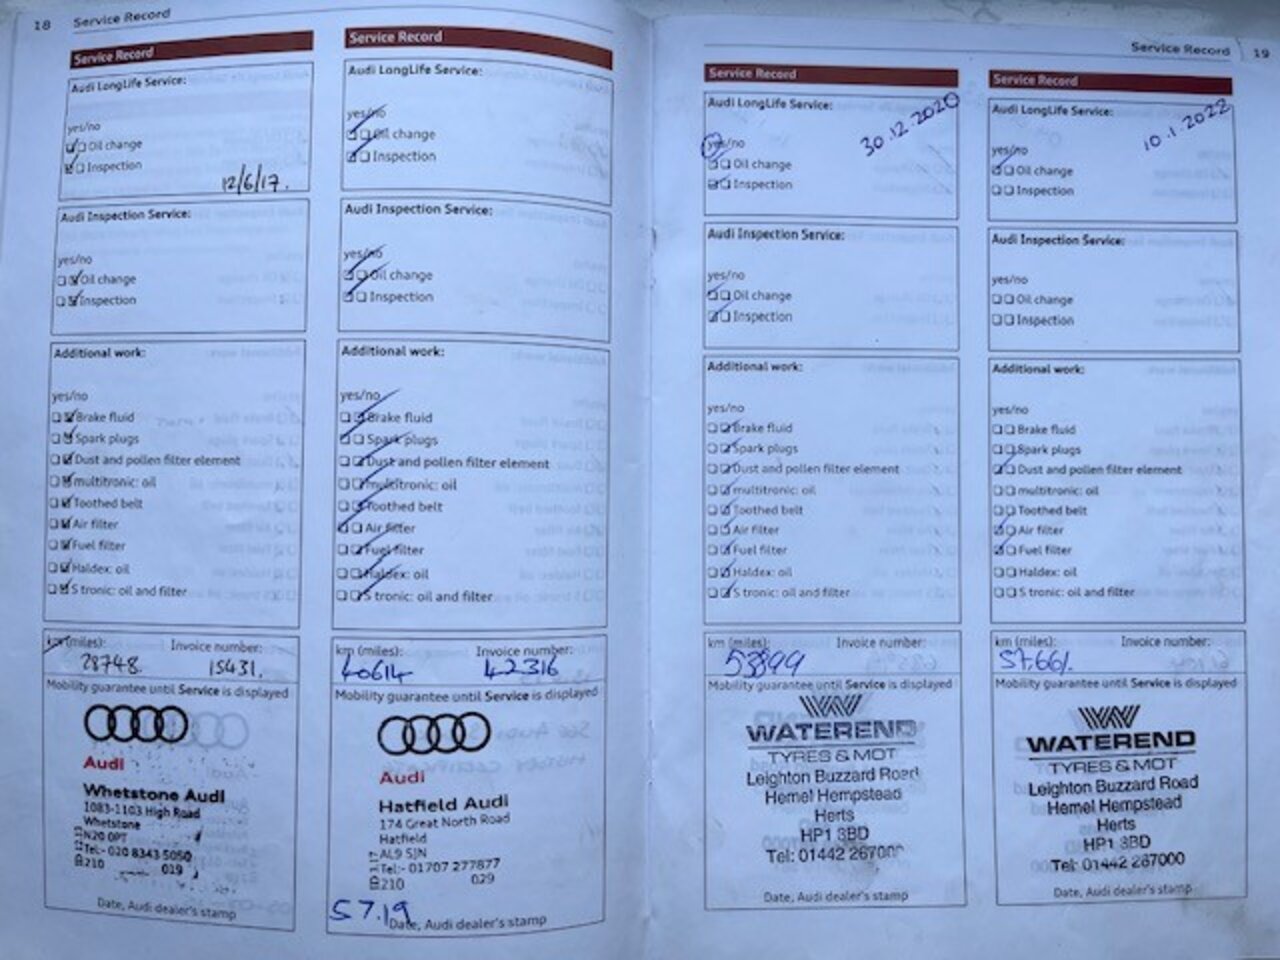 18 Service Record
Service Record
Audi LongLife Service:
yes/no
Oil change
Inspection
12/6/17.
Audi Inspection Service:
yes/no
Oil change
Inspection
Additional work:
yes/no
Brake fluid
Spark plugs
Dust and pollen filter element
multitronic: oil
Toothed belt
Air filter
Fuel filter
Haldex: oil
S tronic: oil and filter
km (miles): Invoice number:
28748. 15431.
Mobility guarantee until Service is displayed
Audi
Whetstone Audi
1083-1103 High Road
Whetstone
N20 0PT
Tel:- 020 8343 5050
210 019
Date, Audi dealer's stamp
Service Record
Audi LongLife Service:
yes/no
Oil change
Inspection
Audi Inspection Service:
yes/no
Oil change
Inspection
Additional work:
yes/no
Brake fluid
Spark plugs
Dust and pollen filter element
multitronic: oil
Toothed belt
Air filter
Fuel filter
Haldex: oil
S tronic: oil and filter
km (miles): Invoice number:
40614 42316
Mobility guarantee until Service is displayed
Audi
Hatfield Audi
174 Great North Road
Hatfield
AL9 5JN
Tel:- 01707 277877
210 029
5.7.19
Date, Audi dealer's stamp
Service Record 19
Service Record
Audi LongLife Service:
30.12.2020
yes/no
Oil change
Inspection
Audi Inspection Service:
yes/no
Oil change
Inspection
Additional work:
yes/no
Brake fluid
Spark plugs
Dust and pollen filter element
multitronic: oil
Toothed belt
Air filter
Fuel filter
Haldex: oil
S tronic: oil and filter
km (miles): Invoice number:
53899
Mobility guarantee until Service is displayed
WATEREND
TYRES & MOT
Leighton Buzzard Road
Hemel Hempstead
Herts
HP1 3BD
Tel: 01442 267000
Date, Audi dealer's stamp
Service Record
Audi LongLife Service:
10.1.2022
yes/no
Oil change
Inspection
Audi Inspection Service:
yes/no
Oil change
Inspection
Additional work:
yes/no
Brake fluid
Spark plugs
Dust and pollen filter element
multitronic: oil
Toothed belt
Air filter
Fuel filter
Haldex: oil
S tronic: oil and filter
km (miles): Invoice number:
57.661.
Mobility guarantee until Service is displayed
WATEREND
TYRES & MOT
Leighton Buzzard Road
Hemel Hempstead
Herts
HP1 3BD
Tel: 01442 267000
Date, Audi dealer's stamp